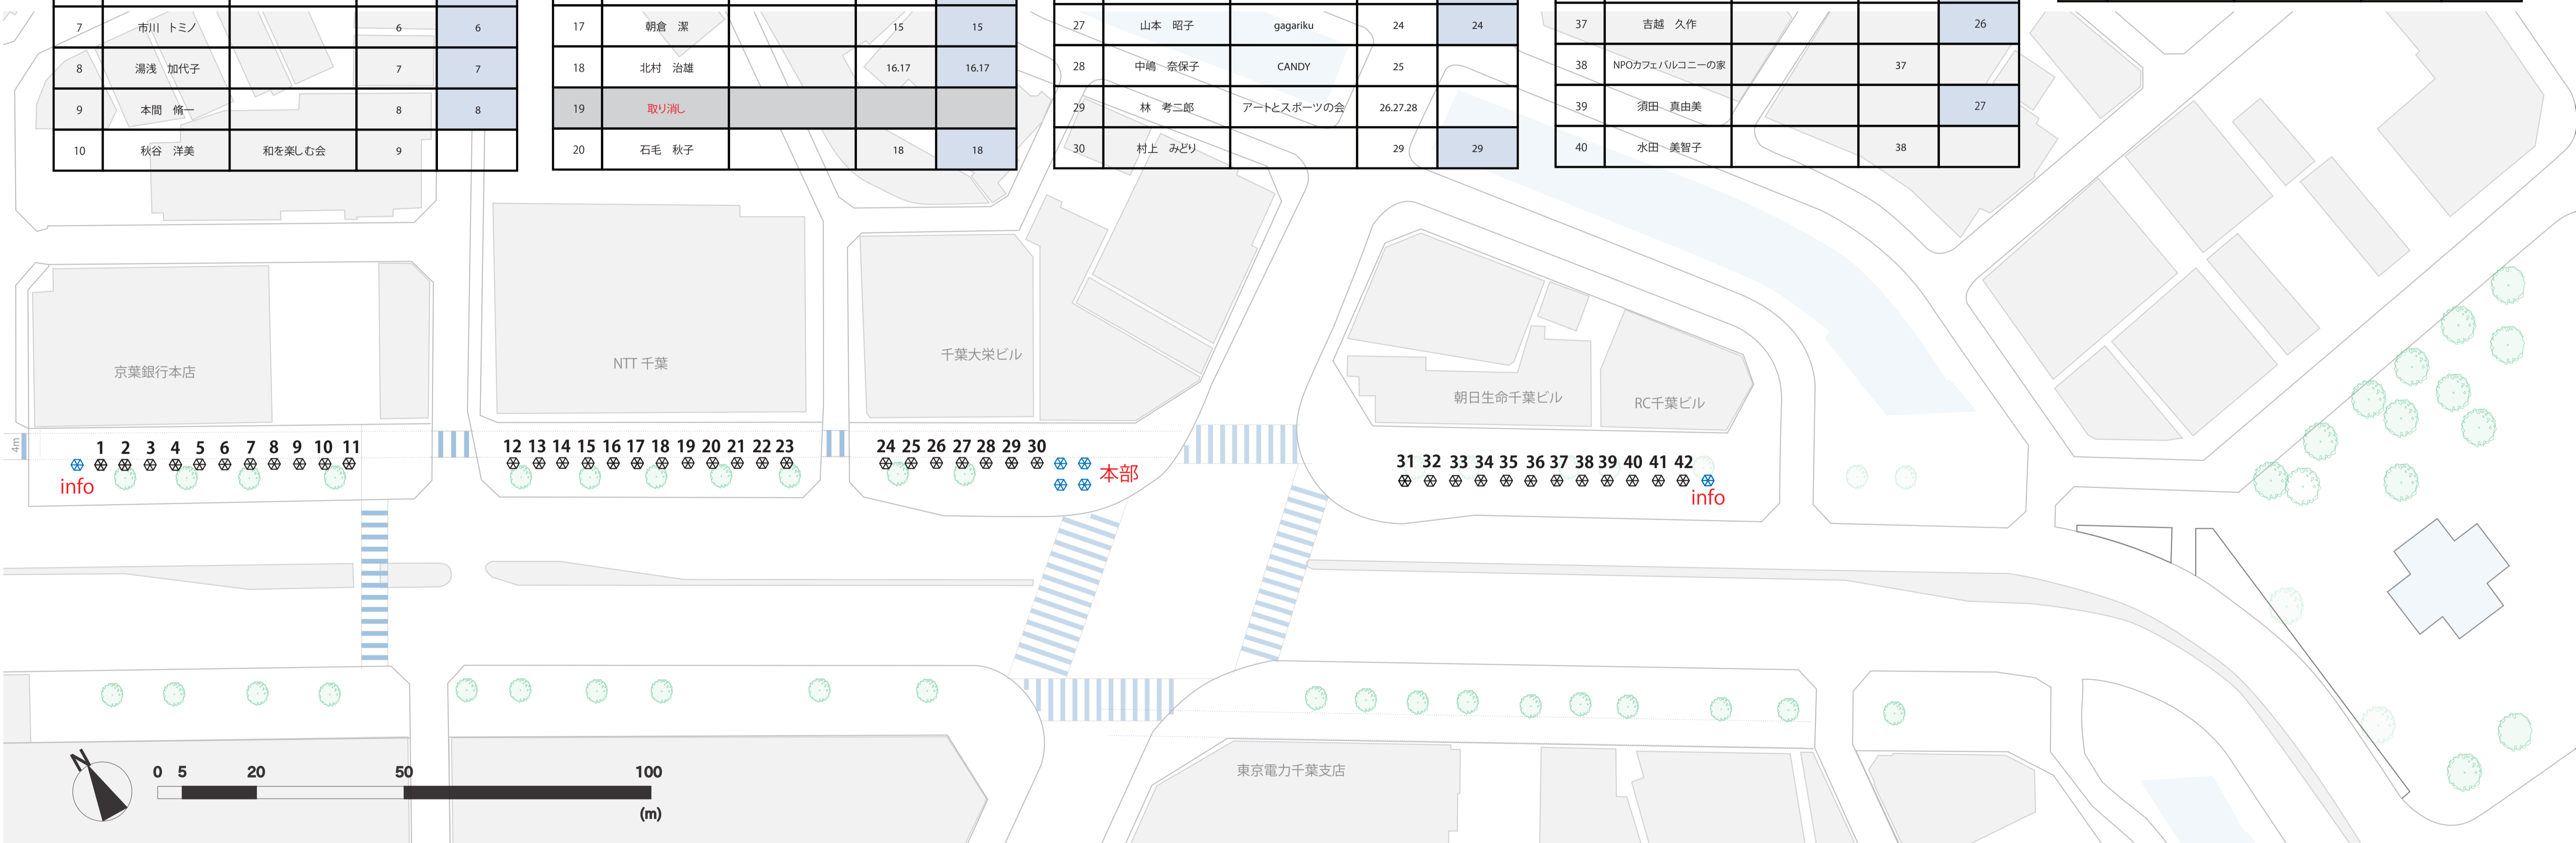 7 市川 トミノ 6 6
8 湯浅 加代子 7 7
9 本間 脩一 8 8
10 秋谷 洋美 和を楽しむ会 9
17 朝倉 潔 15 15
18 北村 治雄 16.17 16.17
19 取り消し
20 石毛 秋子 18 18
27 山本 昭子 gagariku 24 24
28 中嶋 奈保子 CANDY 25
29 林 孝二郎 アートとスポーツの会 26.27.28
30 村上 みどり 29 29
37 吉越 久作 26
38 NPOカフェバルコニーの家 37
39 須田 真由美 27
40 水田 美智子 38
京葉銀行本店
NTT 千葉
千葉大栄ビル
朝日生命千葉ビル
RC千葉ビル
4m
1 2 3 4 5 6 7 8 9 10 11
12 13 14 15 16 17 18 19 20 21 22 23
24 25 26 27 28 29 30
31 32 33 34 35 36 37 38 39 40 41 42
info
本部
info
東京電力千葉支店
N
0 5 20 50 100
(m)